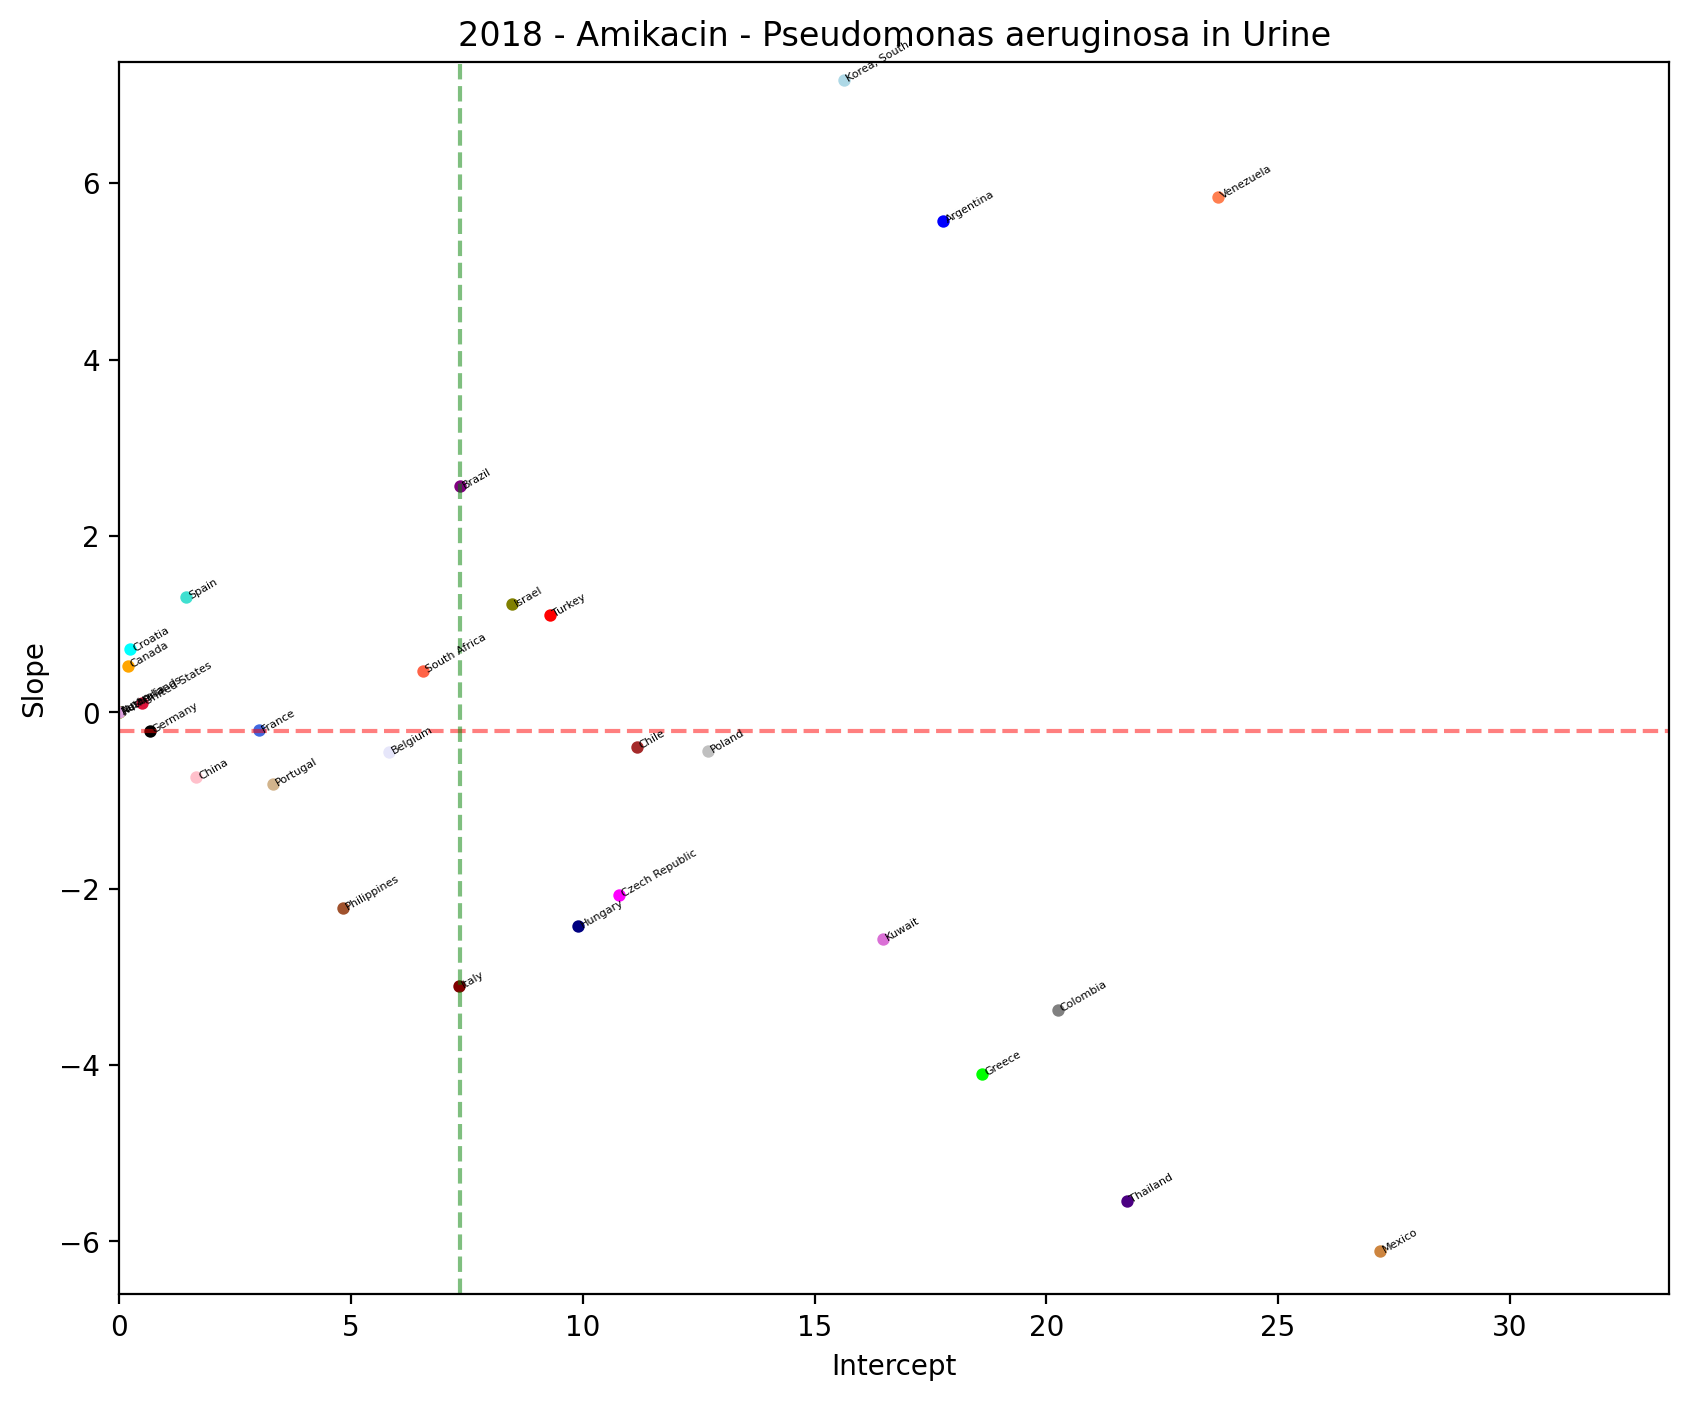 2018 - Amikacin - Pseudomonas aeruginosa in Urine
Korea, South
Venezuela
Argentina
Brazil
Spain
Israel
Turkey
Croatia
Canada
South Africa
United States
Germany
France
Belgium
Chile
Poland
China
Portugal
Philippines
Czech Republic
Hungary
Kuwait
Italy
Colombia
Greece
Thailand
Mexico
6
4
2
0
−2
−4
−6
Slope
0 5 10 15 20 25 30
Intercept